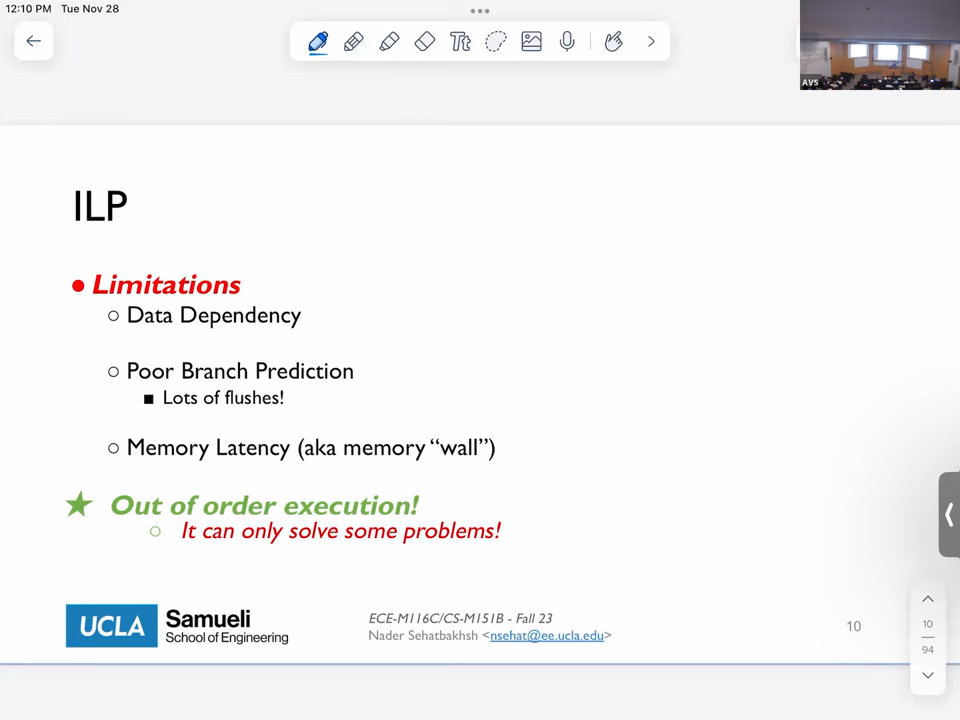 12:10 PM Tue Nov 28
Tt
AVS
ILP
● Limitations
○ Data Dependency
○ Poor Branch Prediction
■ Lots of flushes!
○ Memory Latency (aka memory “wall”)
★ Out of order execution!
○ It can only solve some problems!
UCLA Samueli
School of Engineering
ECE-M116C/CS-M151B - Fall 23
Nader Sehatbakhsh <nsehat@ee.ucla.edu>
10
10
94